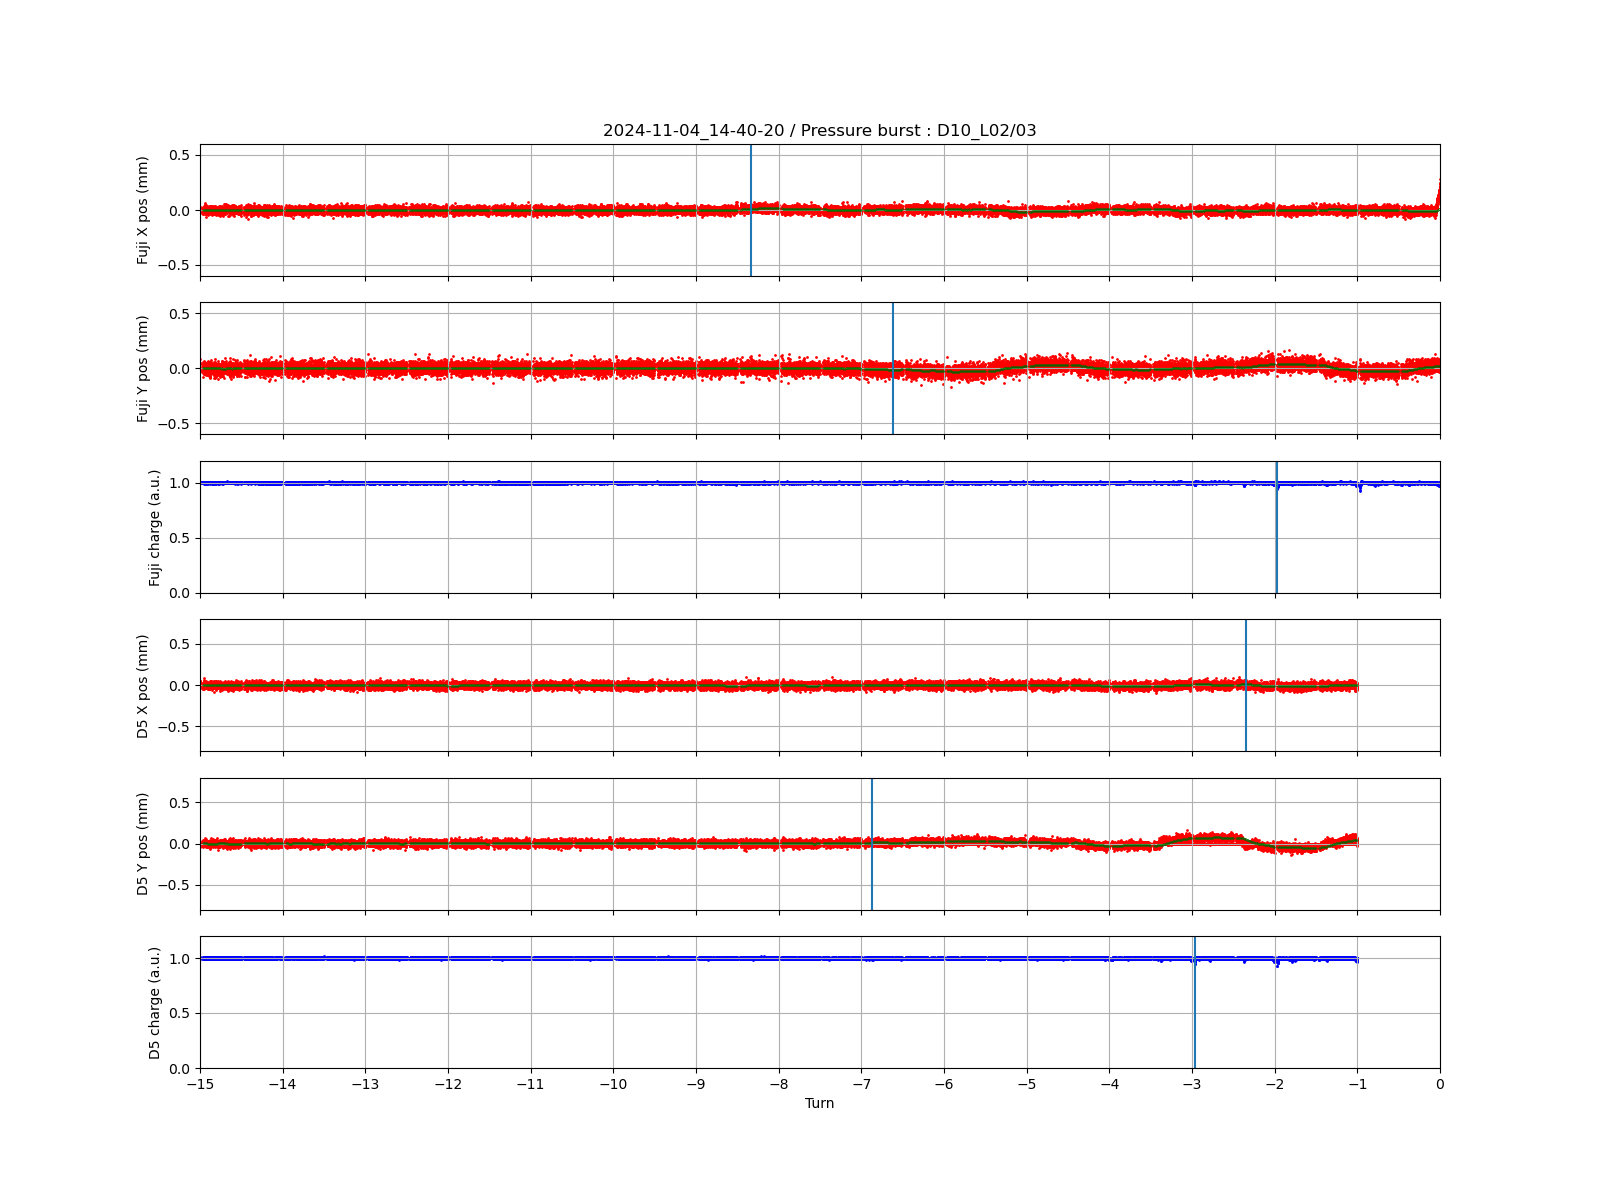 2024-11-04_14-40-20 / Pressure burst : D10_L02/03
Fuji X pos (mm)
0.5
0.0
−0.5
Fuji Y pos (mm)
0.5
0.0
−0.5
Fuji charge (a.u.)
1.0
0.5
0.0
D5 X pos (mm)
0.5
0.0
−0.5
D5 Y pos (mm)
0.5
0.0
−0.5
D5 charge (a.u.)
1.0
0.5
0.0
−15 −14 −13 −12 −11 −10 −9 −8 −7 −6 −5 −4 −3 −2 −1 0
Turn